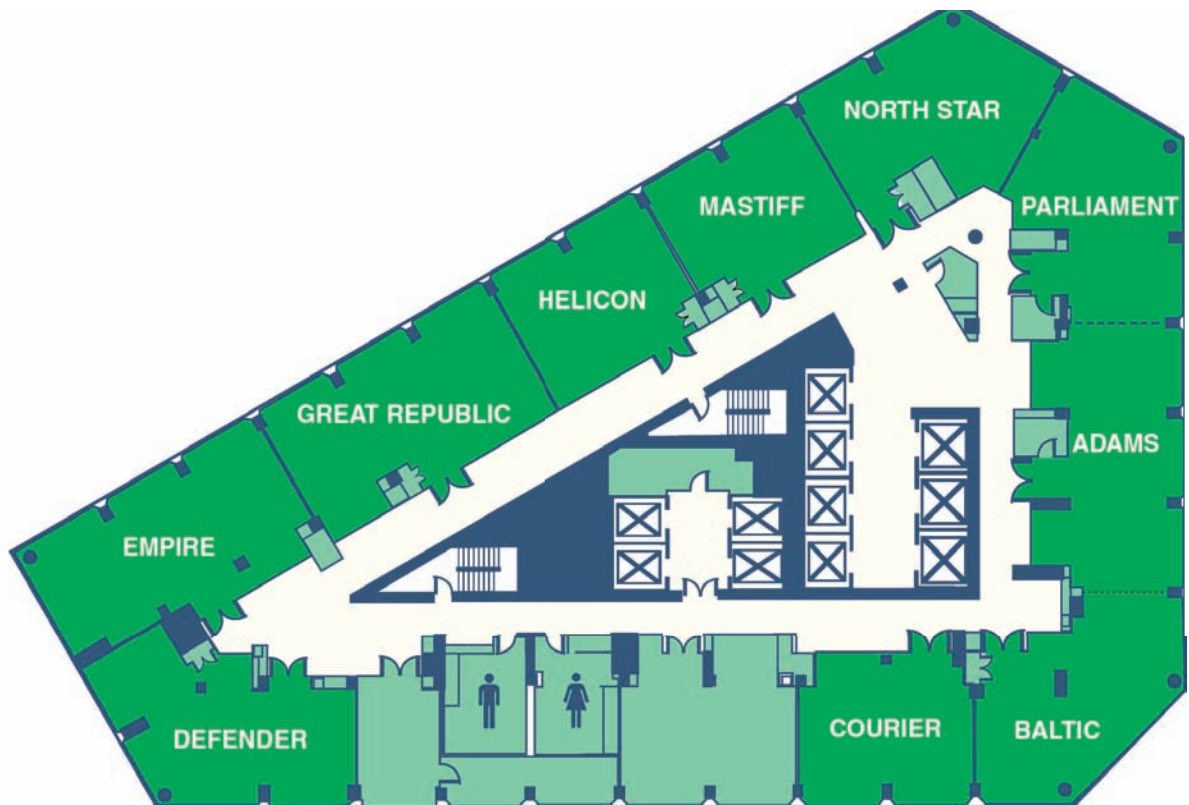 NORTH STAR
MASTIFF
PARLIAMENT
HELICON
GREAT REPUBLIC
ADAMS
EMPIRE
DEFENDER
COURIER
BALTIC